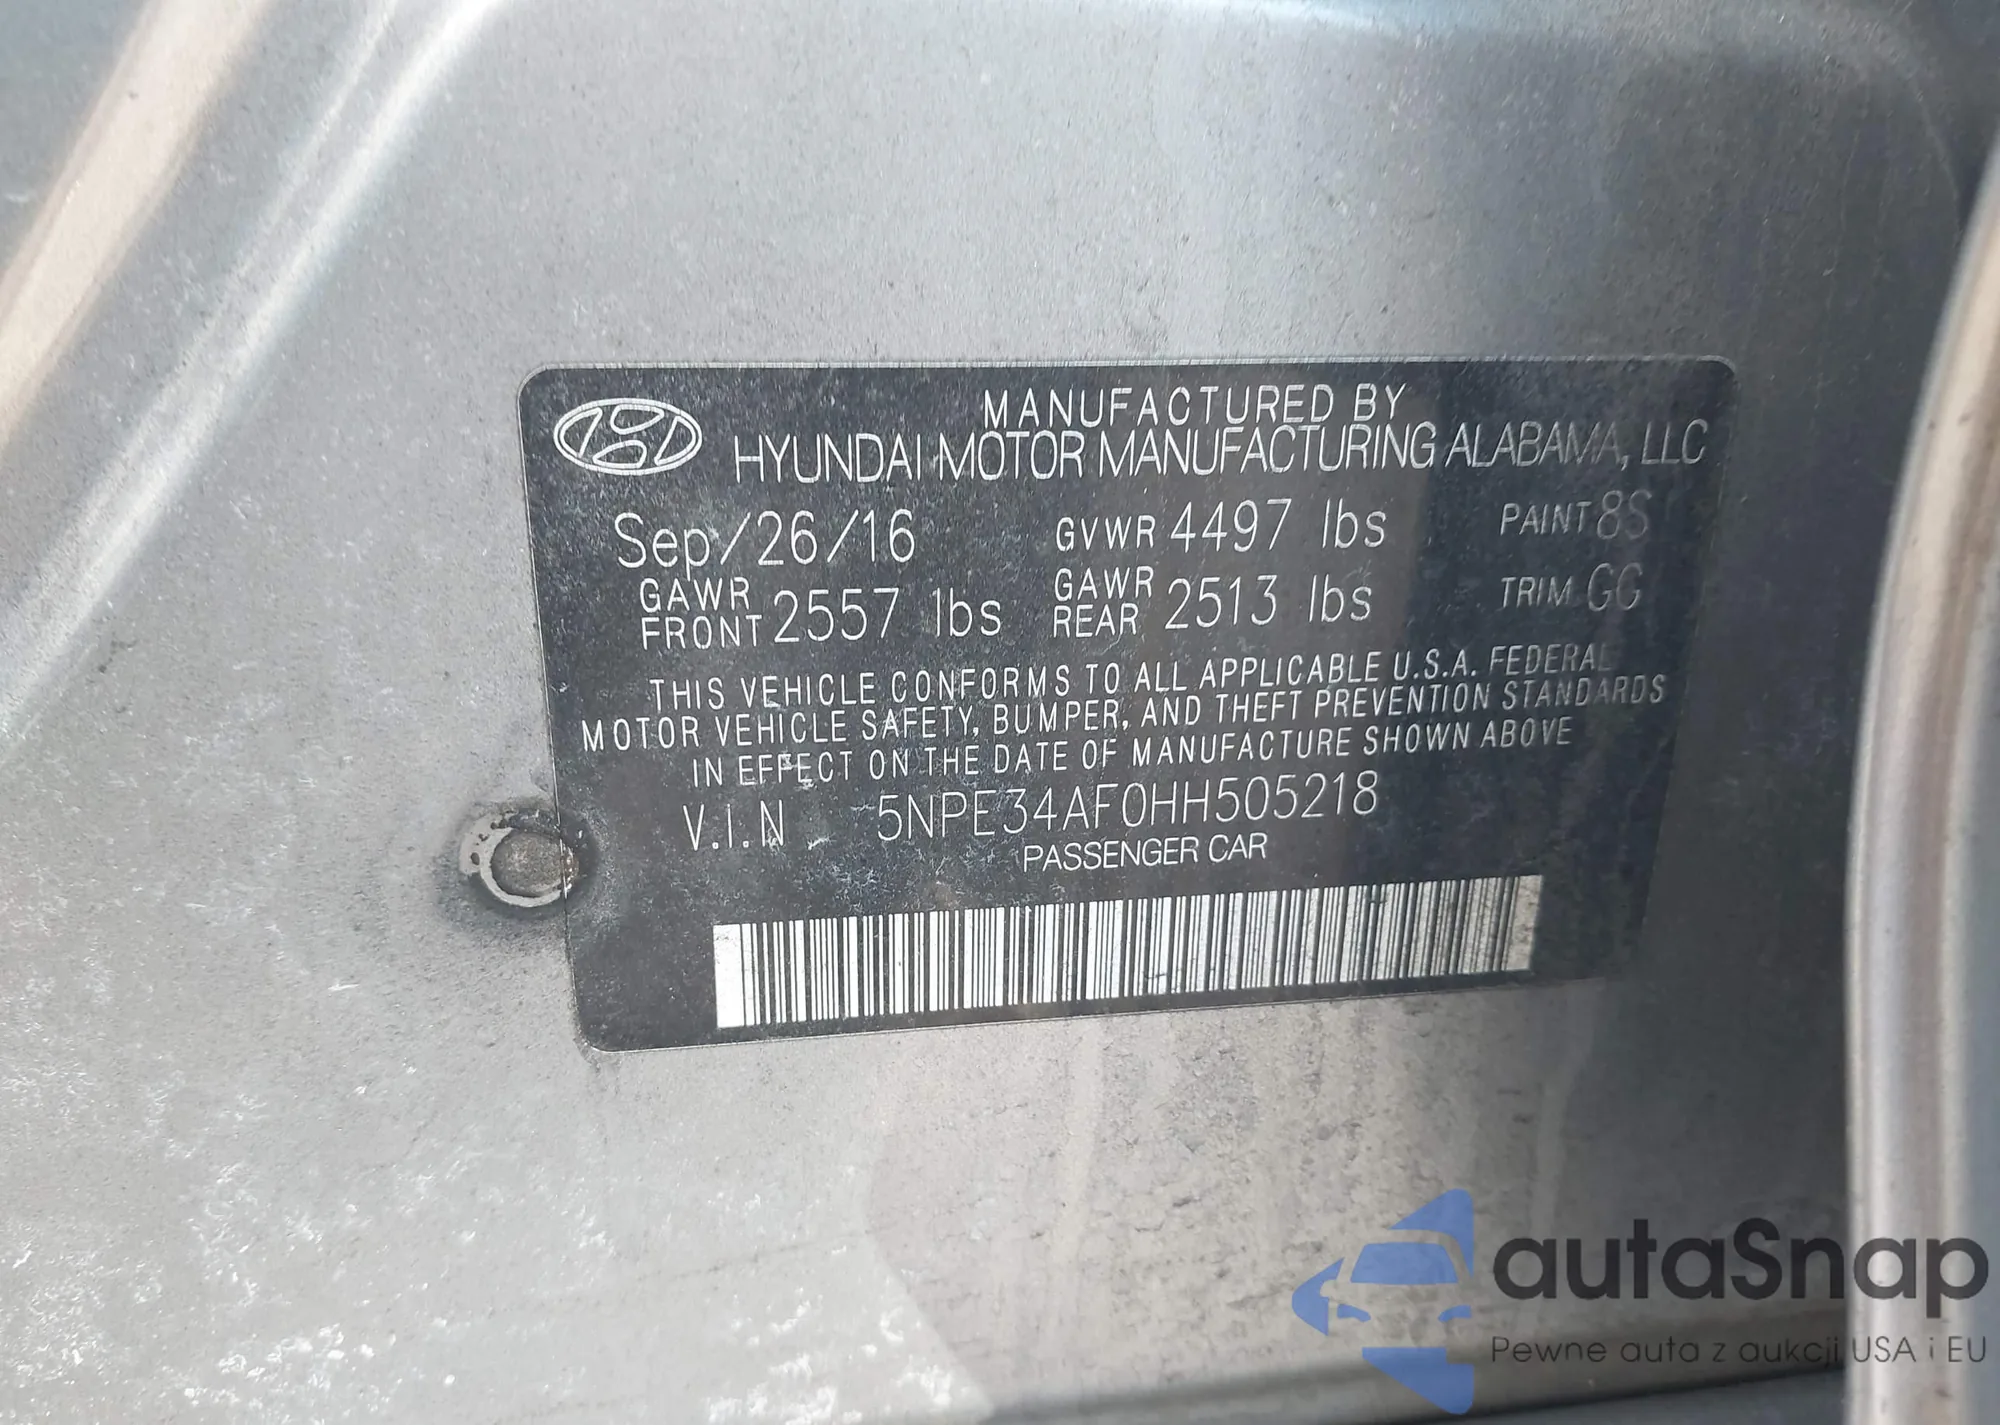 MANUFACTURED BY
HYUNDAI MOTOR MANUFACTURING ALABAMA, LLC
Sep/26/16 GVWR 4497 lbs PAINT 8S
GAWR FRONT 2557 lbs GAWR REAR 2513 lbs TRIM GG
THIS VEHICLE CONFORMS TO ALL APPLICABLE U.S.A. FEDERAL
MOTOR VEHICLE SAFETY, BUMPER, AND THEFT PREVENTION STANDARDS
IN EFFECT ON THE DATE OF MANUFACTURE SHOWN ABOVE
V.I.N 5NPE34AF0HH505218
PASSENGER CAR
autaSnap
Pewne auta z aukcji USA i EU